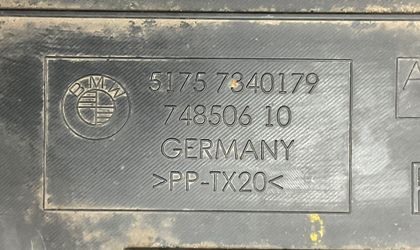 BMW
5175 7340179
748506 10
GERMANY
>PP-TX20<
A